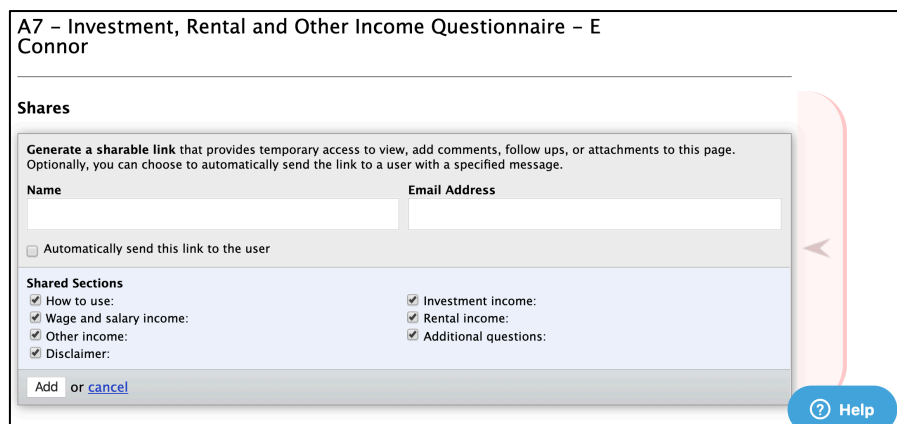 A7 – Investment, Rental and Other Income Questionnaire – E
Connor
Shares
Generate a sharable link that provides temporary access to view, add comments, follow ups, or attachments to this page.
Optionally, you can choose to automatically send the link to a user with a specified message.
Name
Email Address
Automatically send this link to the user
Shared Sections
How to use:
Investment income:
Wage and salary income:
Rental income:
Other income:
Additional questions:
Disclaimer:
Add or cancel
Help